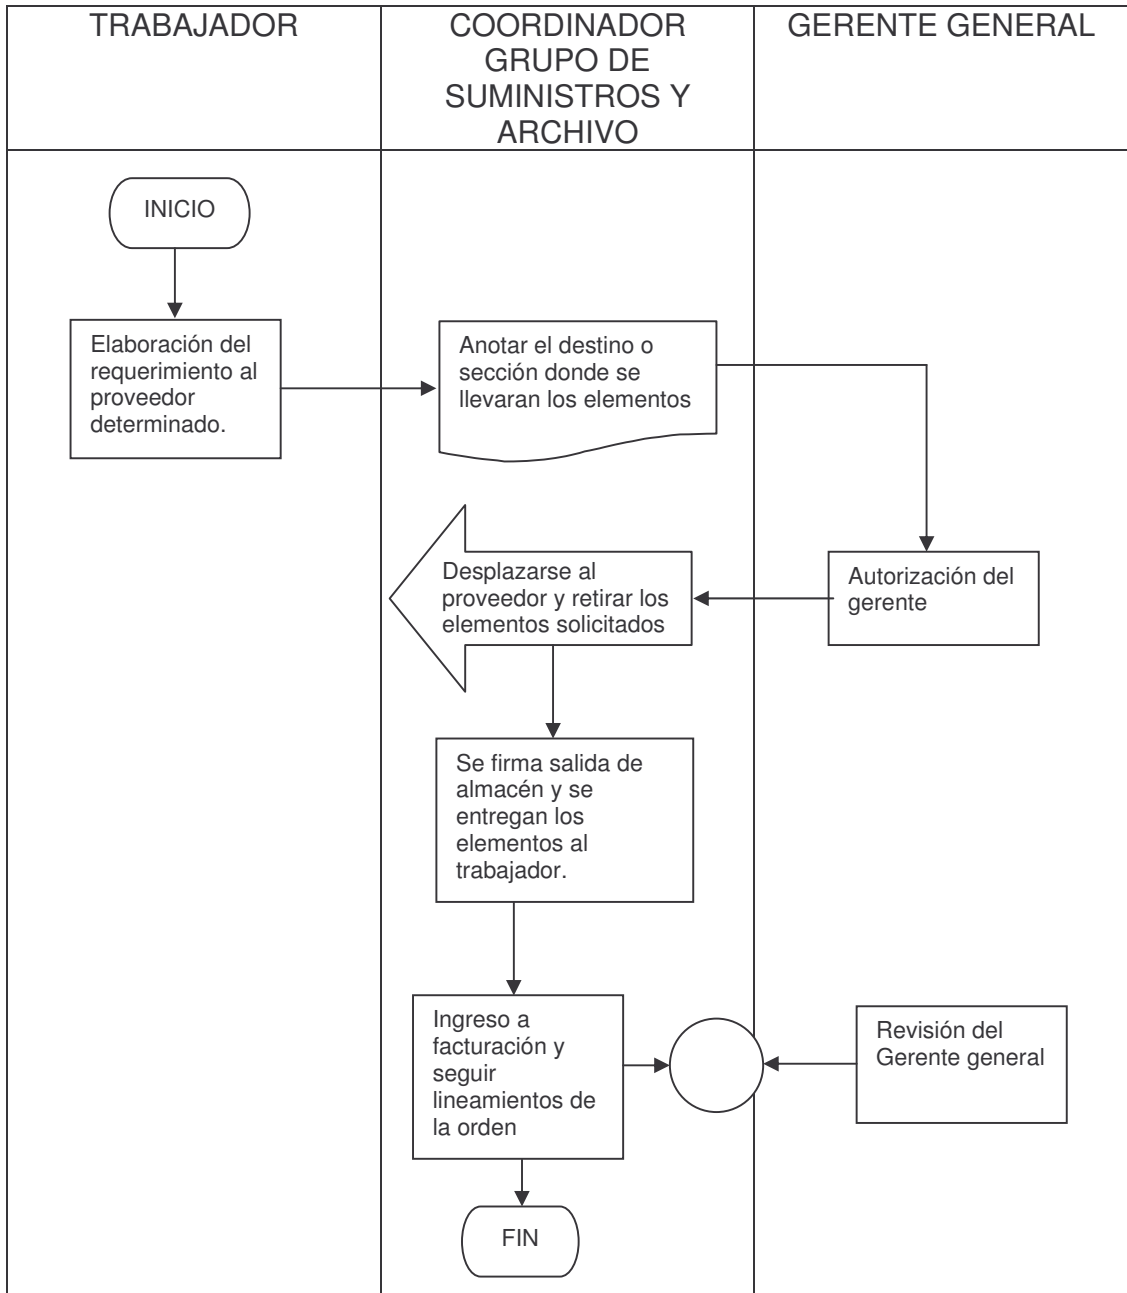 TRABAJADOR
COORDINADOR
GRUPO DE
SUMINISTROS Y
ARCHIVO
GERENTE GENERAL
INICIO
Elaboración del
requerimiento al
proveedor
determinado.
Anotar el destino o
sección donde se
llevaran los elementos
Autorización del
gerente
Desplazarse al
proveedor y retirar los
elementos solicitados
Se firma salida de
almacén y se
entregan los
elementos al
trabajador.
Ingreso a
facturación y
seguir
lineamientos de
la orden
Revisión del
Gerente general
FIN